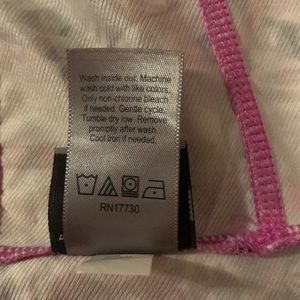 Wash inside out. Machine
wash cold with like colors.
Only non-chlorine bleach
if needed. Gentle cycle.
Tumble dry low. Remove
promptly after wash.
Cool iron if needed.
RN17730